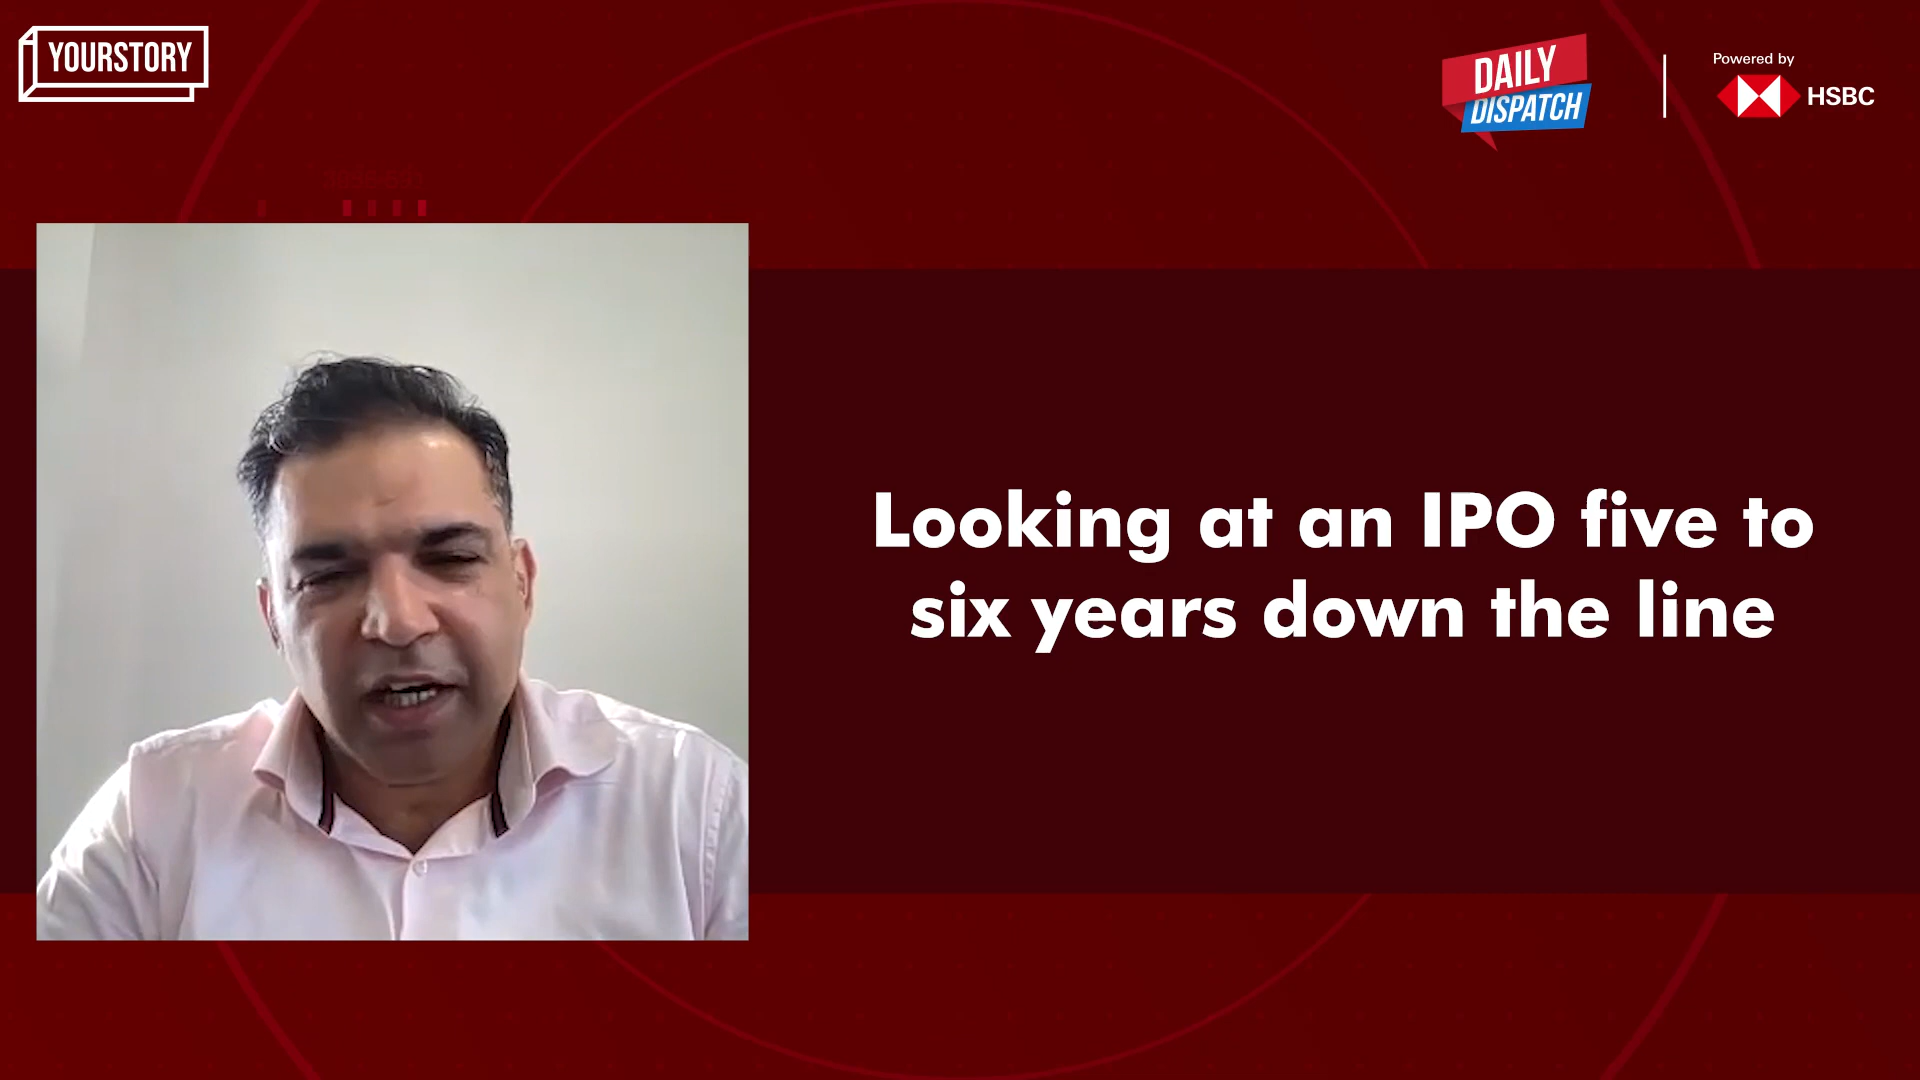 YOURSTORY
DAILY
DISPATCH
Powered by
HSBC
Looking at an IPO five to
six years down the line